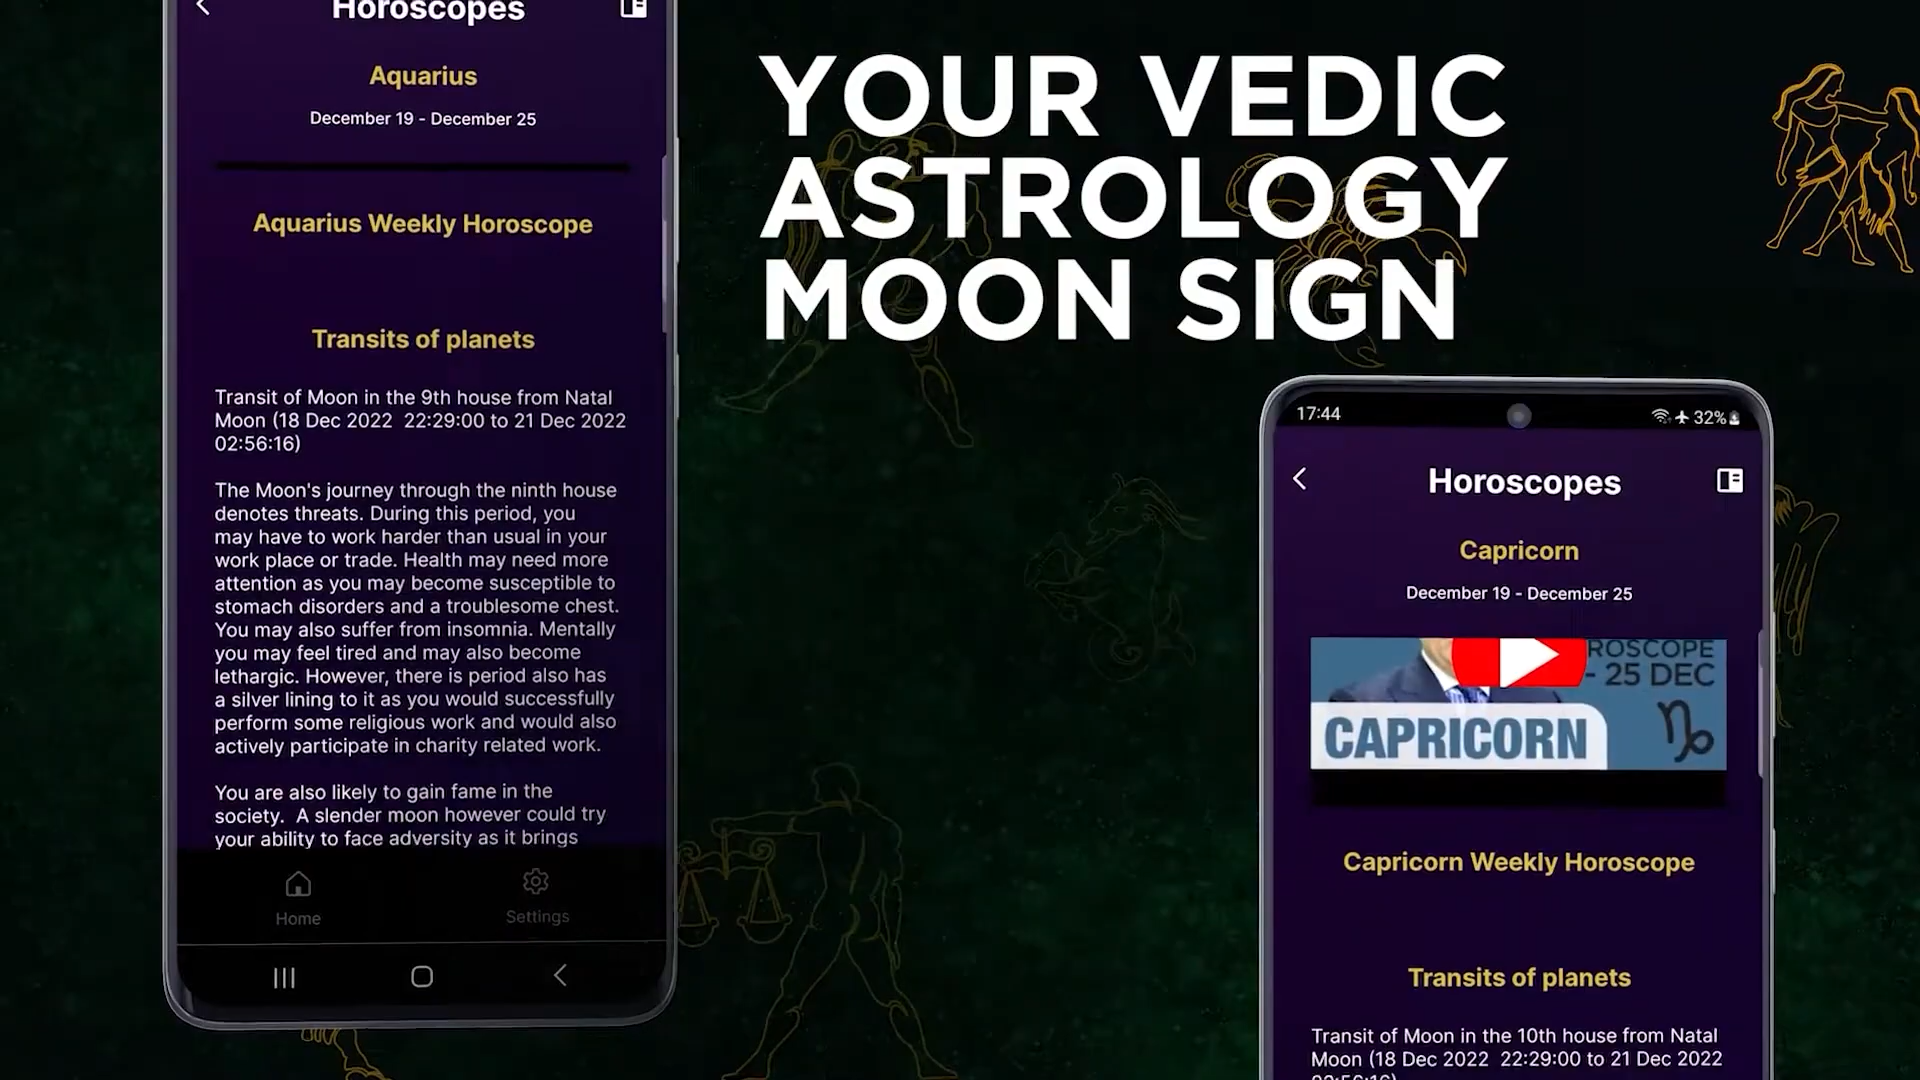 Horoscopes
Aquarius
December 19 - December 25
Aquarius Weekly Horoscope
Transits of planets
Transit of Moon in the 9th house from Natal
Moon (18 Dec 2022  22:29:00 to 21 Dec 2022
02:56:16)
The Moon's journey through the ninth house
denotes threats. During this period, you
may have to work harder than usual in your
work place or trade. Health may need more
attention as you may become susceptible to
stomach disorders and a troublesome chest.
You may also suffer from insomnia. Mentally
you may feel tired and may also become
lethargic. However, there is period also has
a silver lining to it as you would successfully
perform some religious work and would also
actively participate in charity related work.
You are also likely to gain fame in the
society.  A slender moon however could try
your ability to face adversity as it brings
Home
Settings
YOUR VEDIC
ASTROLOGY
MOON SIGN
17:44
32%
Horoscopes
Capricorn
December 19 - December 25
ROSCOPE
- 25 DEC
CAPRICORN
Capricorn Weekly Horoscope
Transits of planets
Transit of Moon in the 10th house from Natal
Moon (18 Dec 2022  22:29:00 to 21 Dec 2022